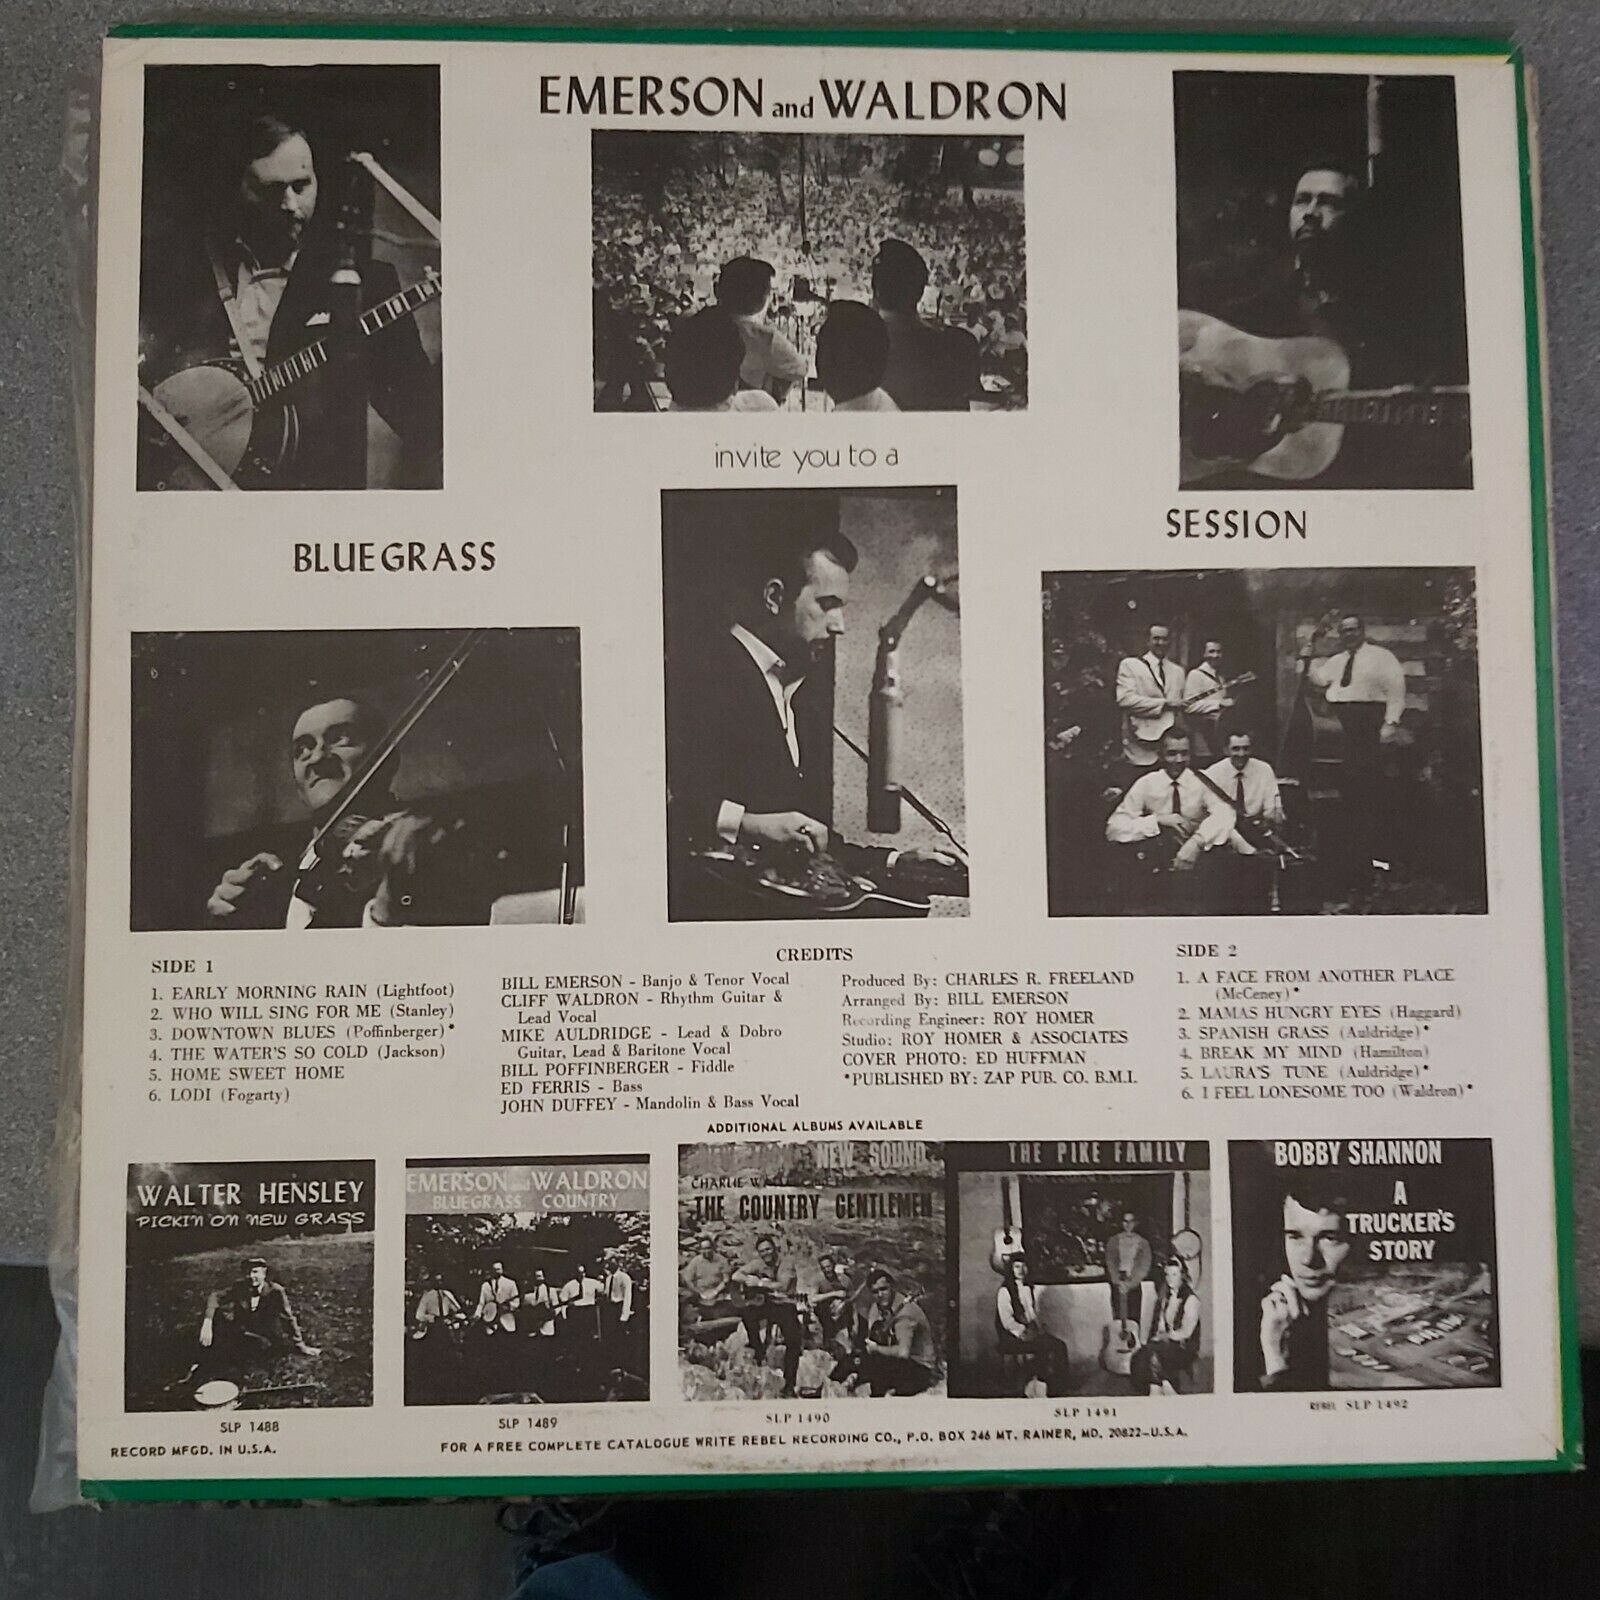 EMERSON and WALDRON
invite you to a
BLUEGRASS
SESSION
SIDE 1
1. EARLY MORNING RAIN (Lightfoot)
2. WHO WILL SING FOR ME (Stanley)
3. DOWNTOWN BLUES (Poffinberger)*
4. THE WATER'S SO COLD (Jackson)
5. HOME SWEET HOME
6. LODI (Fogarty)
CREDITS
BILL EMERSON - Banjo & Tenor Vocal
CLIFF WALDRON - Rhythm Guitar &
Lead Vocal
MIKE AULDRIDGE - Lead & Dobro
Guitar, Lead & Baritone Vocal
BILL POFFINBERGER - Fiddle
ED FERRIS - Bass
JOHN DUFFEY - Mandolin & Bass Vocal
Produced By: CHARLES R. FREELAND
Arranged By: BILL EMERSON
Recording Engineer: ROY HOMER
Studio: ROY HOMER & ASSOCIATES
COVER PHOTO: ED HUFFMAN
*PUBLISHED BY: ZAP PUB. CO. B.M.I.
SIDE 2
1. A FACE FROM ANOTHER PLACE
(McCeney)*
2. MAMAS HUNGRY EYES (Haggard)
3. SPANISH GRASS (Auldridge)*
4. BREAK MY MIND (Hamilton)
5. LAURA'S TUNE (Auldridge)*
6. I FEEL LONESOME TOO (Waldron)*
ADDITIONAL ALBUMS AVAILABLE
WALTER HENSLEY
PICKIN' ON NEW GRASS
SLP 1488
EMERSON and WALDRON
BLUEGRASS COUNTRY
SLP 1489
NEW SOUND
CHARLIE
THE COUNTRY GENTLEMEN
SLP 1490
THE PIKE FAMILY
SLP 1491
BOBBY SHANNON
A
TRUCKER'S
STORY
REBEL SLP 1492
RECORD MFGD. IN U.S.A.
FOR A FREE COMPLETE CATALOGUE WRITE REBEL RECORDING CO., P.O. BOX 246 MT. RAINER, MD. 20822-U.S.A.